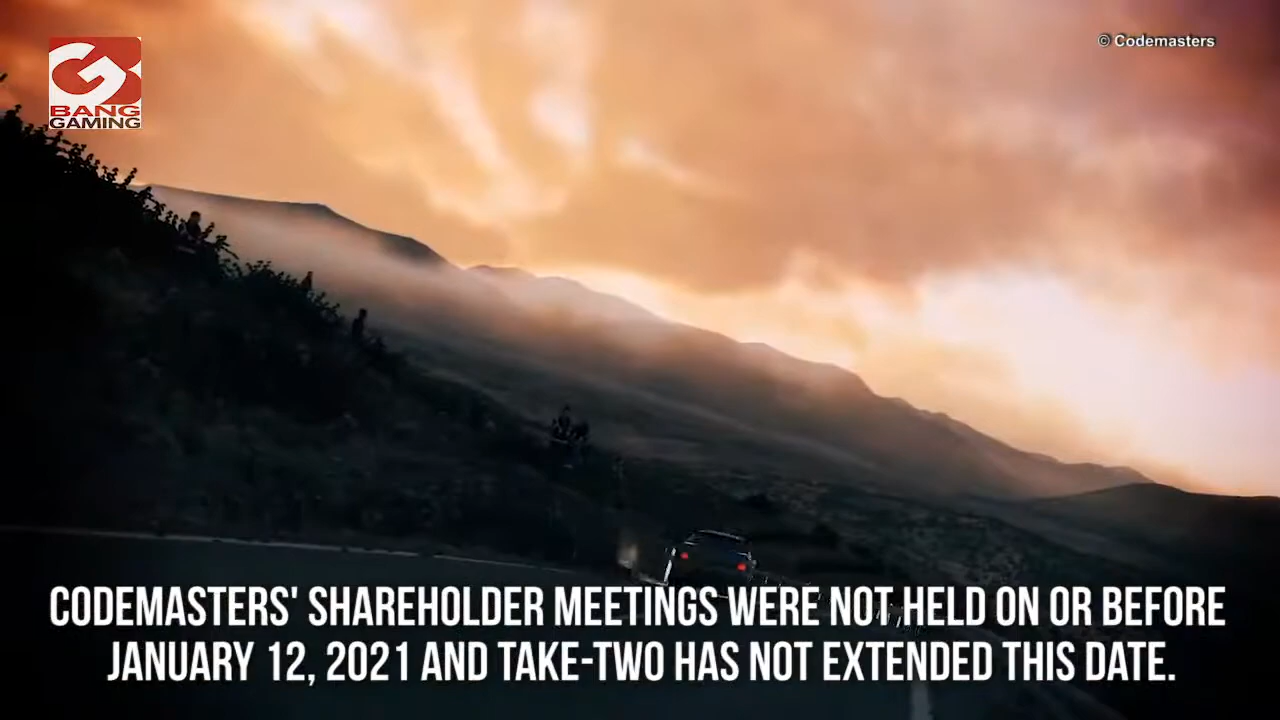 © Codemasters
BANG
GAMING
CODEMASTERS' SHAREHOLDER MEETINGS WERE NOT HELD ON OR BEFORE
JANUARY 12, 2021 AND TAKE-TWO HAS NOT EXTENDED THIS DATE.